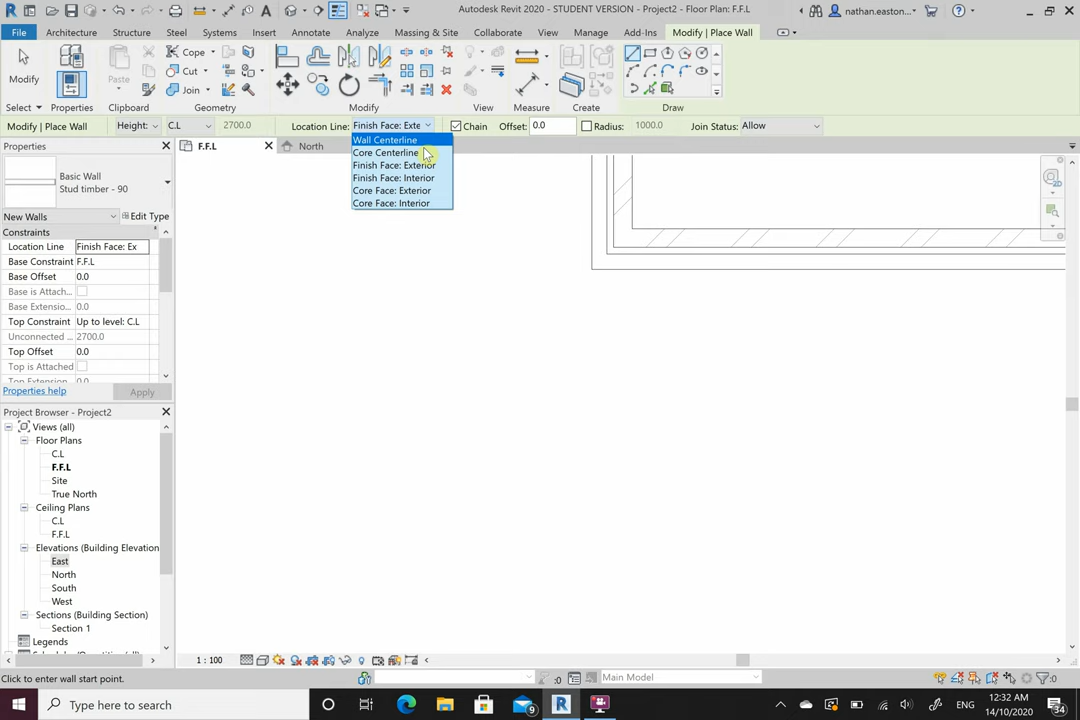 Autodesk Revit 2020 - STUDENT VERSION - Project2 - Floor Plan: F.F.L
nathan.easton...
File
Architecture
Structure
Steel
Systems
Insert
Annotate
Analyze
Massing & Site
Collaborate
View
Manage
Add-Ins
Modify | Place Wall
Modify
Paste
Cope
Cut
Join
Select
Properties
Clipboard
Geometry
Modify
View
Measure
Create
Draw
Modify | Place Wall
Height:
C.L
2700.0
Location Line:
Finish Face: Exte
Chain
Offset:
0.0
Radius:
1000.0
Join Status:
Allow
Wall Centerline
Core Centerline
Finish Face: Exterior
Finish Face: Interior
Core Face: Exterior
Core Face: Interior
Properties
F.F.L
North
Basic Wall
Stud timber - 90
New Walls
Edit Type
Constraints
Location Line
Finish Face: Ex
Base Constraint
F.F.L
Base Offset
0.0
Base is Attach...
Base Extensio...
0.0
Top Constraint
Up to level: C.L
Unconnected ...
2700.0
Top Offset
0.0
Top is Attached
Top Extension
0.0
Properties help
Apply
Project Browser - Project2
Views (all)
Floor Plans
C.L
F.F.L
Site
True North
Ceiling Plans
C.L
F.F.L
Elevations (Building Elevation
East
North
South
West
Sections (Building Section)
Section 1
Legends
1 : 100
Click to enter wall start point.
:0
Main Model
:0
Type here to search
9
ENG
12:32 AM
14/10/2020
34